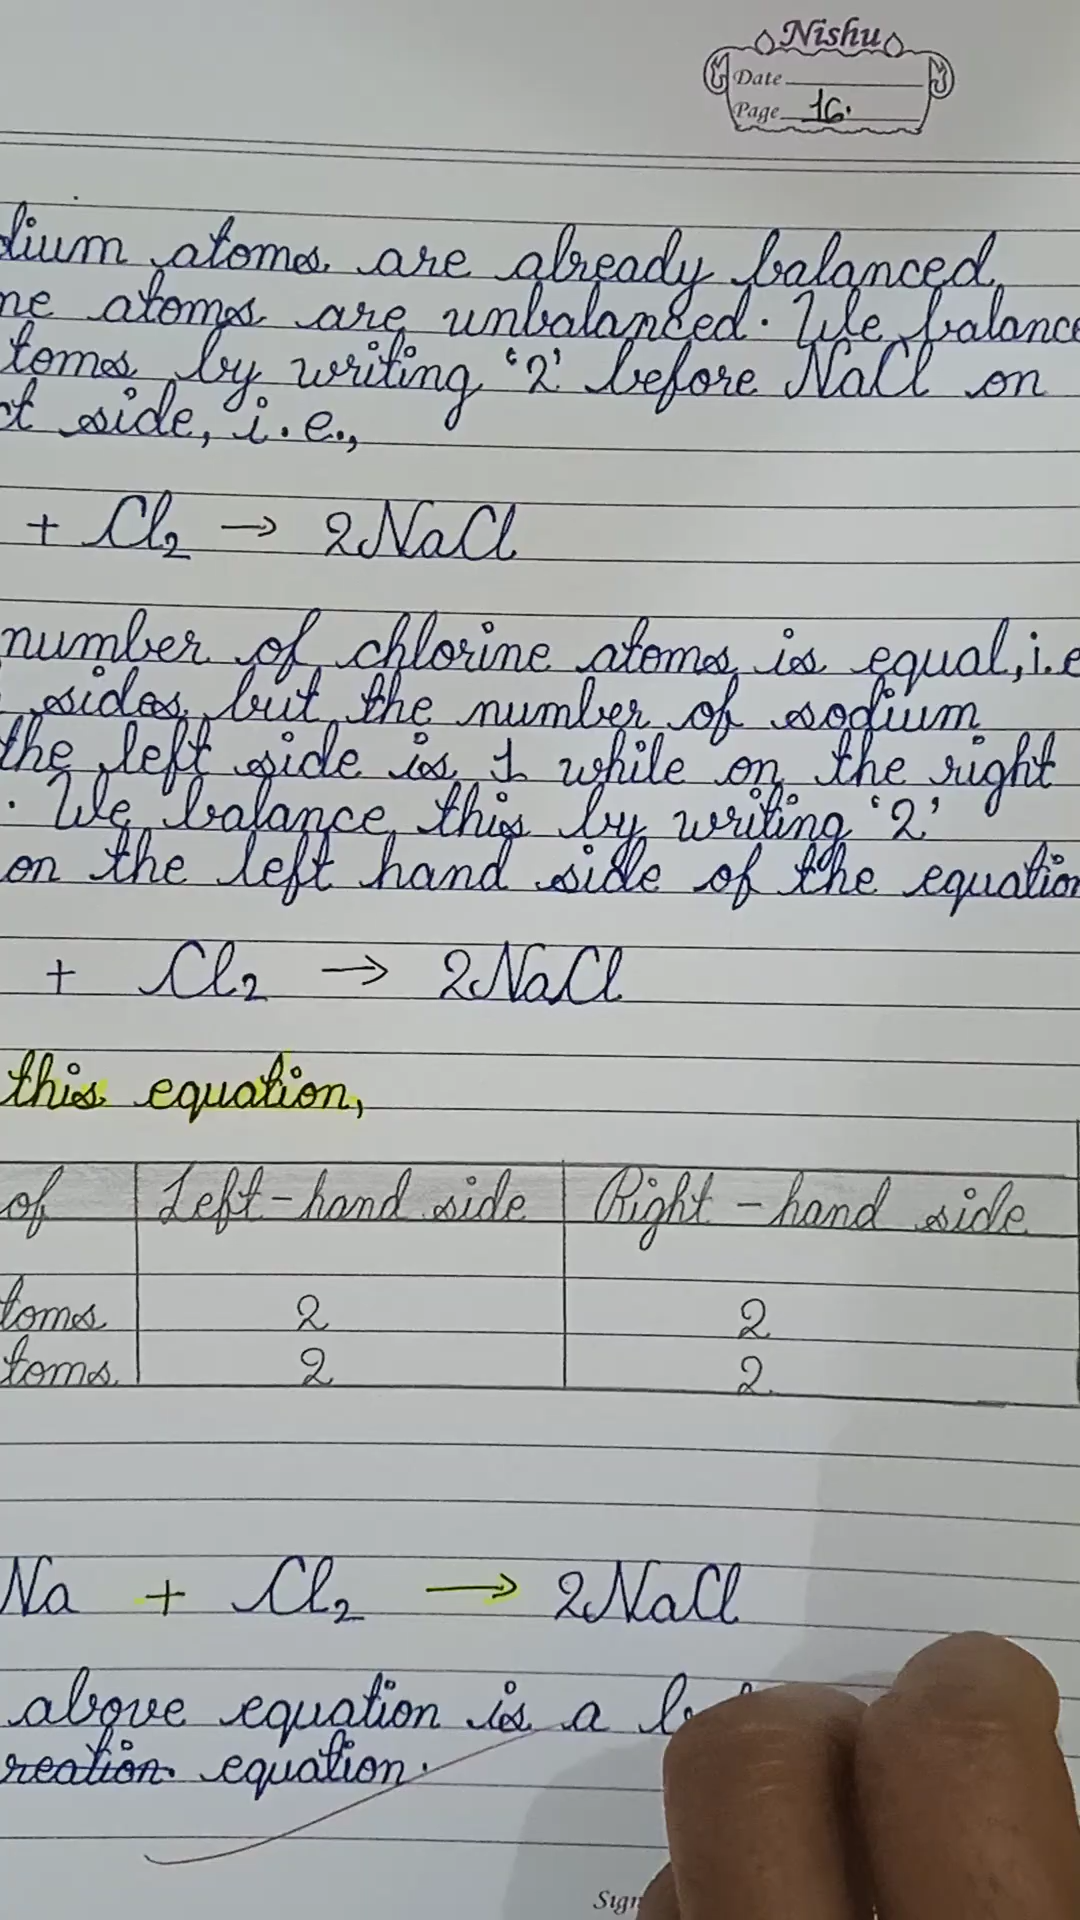 Nishu
Date
Page 16.
dium atoms are already balanced,
ne atoms are unbalanced. We balance
toms by writing '2' before NaCl on
ct side, i.e.,
+ Cl₂ → 2NaCl
number of chlorine atoms is equal, i.e
sides but the number of sodium
the left side is 1 while on the right
. We balance this by writing '2'
on the left hand side of the equation
+ Cl₂ → 2NaCl
this equation,
of Left-hand side Right-hand side
toms 2 2
toms. 2 2
Na + Cl₂ → 2NaCl
above equation is a
reation equation.
Sign